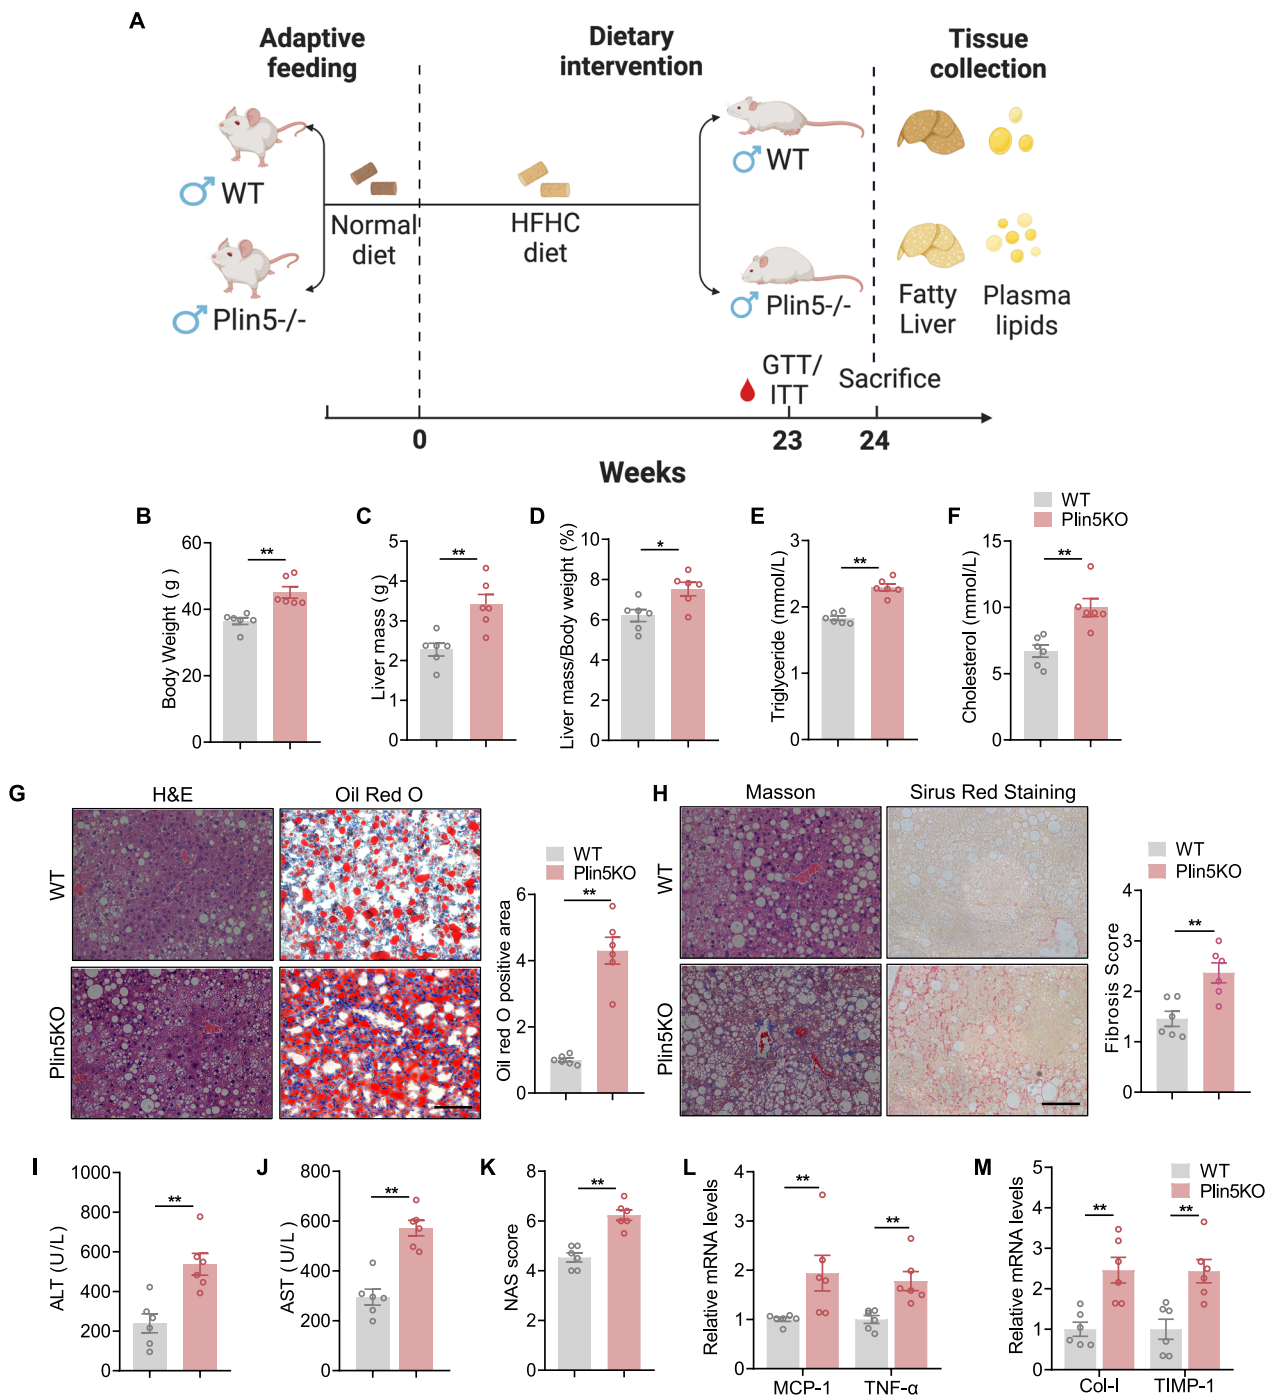 A
Adaptive
feeding
Dietary
intervention
Tissue
collection
♂ WT
Normal
diet
HFHC
diet
♂ WT
♂ Plin5-/-
♂ Plin5-/-
Fatty
Liver
Plasma
lipids
GTT/
ITT
Sacrifice
0
23
24
Weeks
WT
Plin5KO
B
Body Weight ( g )
60
40
20
0
**
C
Liver mass ( g )
5
4
3
2
1
0
**
D
Liver mass/Body weight (%)
10
8
6
4
2
0
*
E
Triglyceride (mmol/L)
3
2
1
0
**
F
Cholesterol (mmol/L)
15
10
5
0
**
G
H&E
Oil Red O
WT
Plin5KO
WT
Plin5KO
Oil red O positive area
6
4
2
0
**
H
Masson
Sirus Red Staining
WT
Plin5KO
WT
Plin5KO
Fibrosis Score
4
3
2
1
0
**
I
ALT (U/L)
1000
800
600
400
200
0
**
J
AST ( U/L )
800
600
400
200
0
**
K
NAS score
8
6
4
2
0
**
L
Relative mRNA levels
4
3
2
1
0
**
**
MCP-1
TNF-α
M
Relative mRNA levels
5
4
3
2
1
0
**
**
Col-I
TIMP-1
WT
Plin5KO